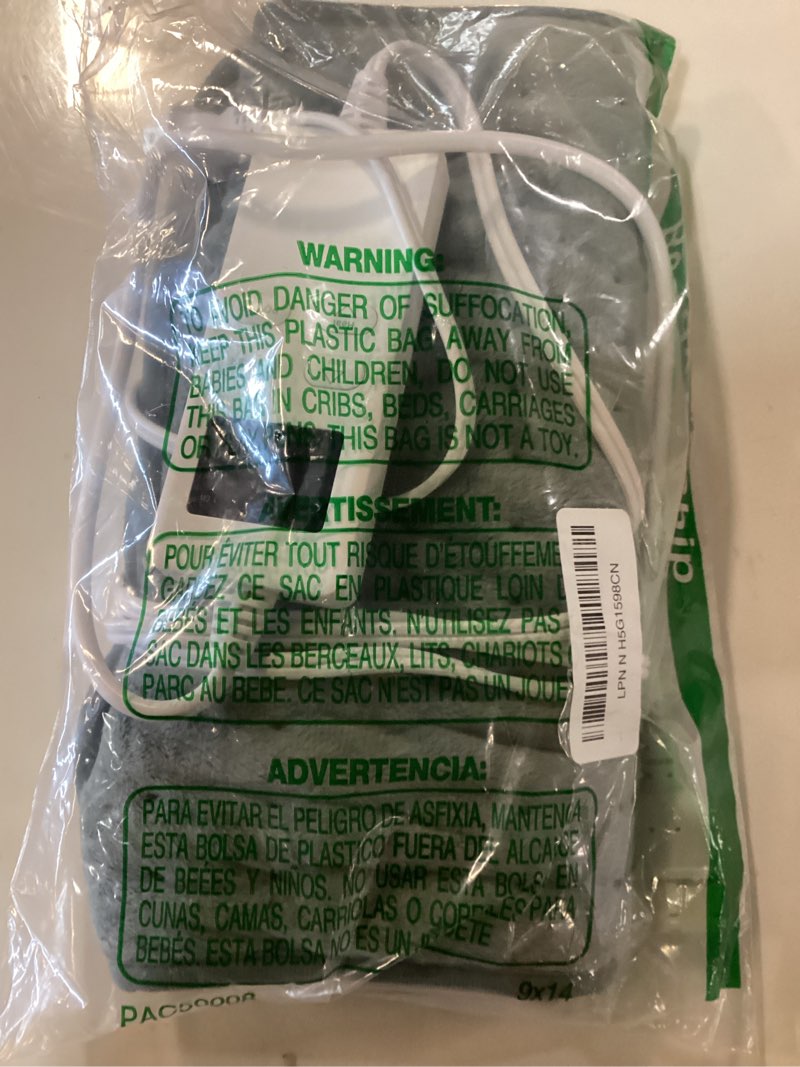 WARNING:
TO AVOID DANGER OF SUFFOCATION,
KEEP THIS PLASTIC BAG AWAY FROM
BABIES AND CHILDREN, DO NOT USE
THIS BAG IN CRIBS, BEDS, CARRIAGES
OR THIS BAG IS NOT A TOY.
AVERTISSEMENT:
POUR ÉVITER TOUT RISQUE D'ÉTOUFFEME
GARDEZ CE SAC EN PLASTIQUE LOIN D
BÉBÉS ET LES ENFANTS. N'UTILISEZ PAS
SAC DANS LES BERCEAUX, LITS, CHARIOTS,
PARC AU BEBE. CE SAC N'EST PAS UN JOUE
LPN N H5G1598CN
hip
ADVERTENCIA:
PARA EVITAR EL PELIGRO DE ASFIXIA, MANTENGA
ESTA BOLSA DE PLASTICO FUERA DEL ALCANCE
DE BEÉES Y NIÑOS. NO USAR ESTA BOLSA EN
CUNAS, CAMAS, CARRIOLAS O PARA
BEBÉS. ESTA BOLSA NO ES UN
9x14